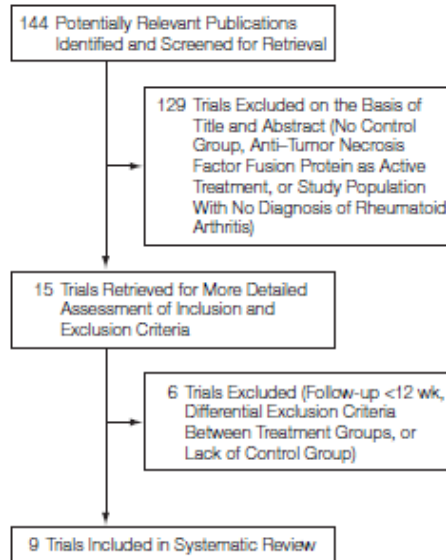 144 Potentially Relevant Publications
Identified and Screened for Retrieval
129 Trials Excluded on the Basis of
Title and Abstract (No Control
Group, Anti–Tumor Necrosis
Factor Fusion Protein as Active
Treatment, or Study Population
With No Diagnosis of Rheumatoid
Arthritis)
15 Trials Retrieved for More Detailed
Assessment of Inclusion and
Exclusion Criteria
6 Trials Excluded (Follow-up <12 wk,
Differential Exclusion Criteria
Between Treatment Groups, or
Lack of Control Group)
9 Trials Included in Systematic Review